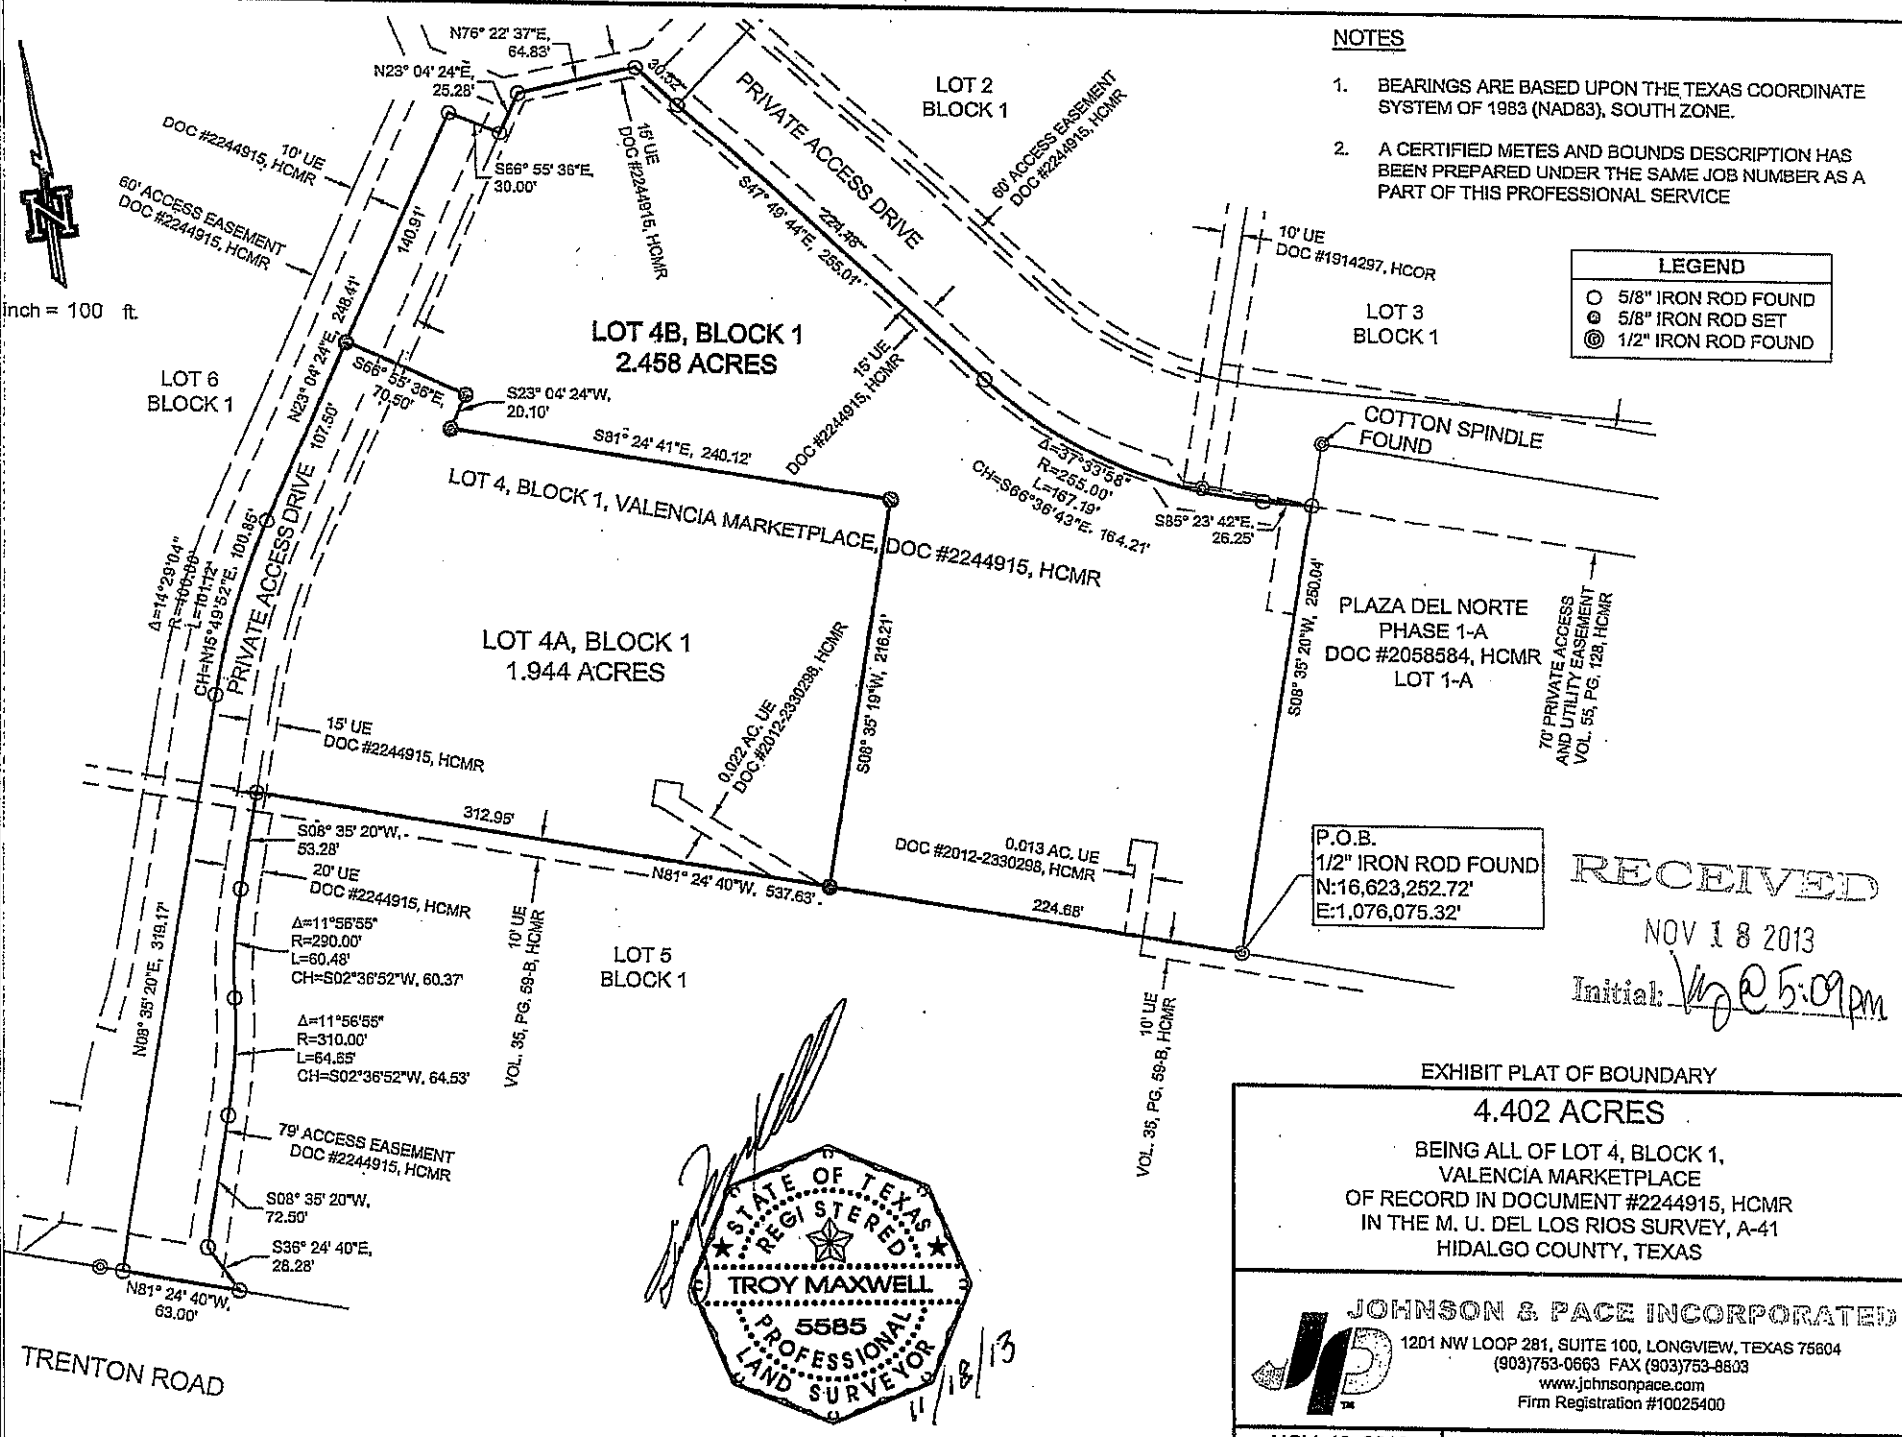 N76° 22' 37"E,
64.83'
N23° 04' 24"E,
25.28'
30.52'
DOC #2244915, HCMR
10' UE
60' ACCESS EASEMENT
DOC #2244915, HCMR
140.91'
S66° 55' 36"E,
30.00'
15' UE
DOC #2244915, HCMR
PRIVATE ACCESS DRIVE
LOT 2
BLOCK 1
60' ACCESS EASEMENT
DOC #2244915, HCMR
S47° 49' 44"E, 255.01'
224.48'
NOTES
1. BEARINGS ARE BASED UPON THE TEXAS COORDINATE
SYSTEM OF 1983 (NAD83), SOUTH ZONE.
2. A CERTIFIED METES AND BOUNDS DESCRIPTION HAS
BEEN PREPARED UNDER THE SAME JOB NUMBER AS A
PART OF THIS PROFESSIONAL SERVICE
N
inch = 100 ft.
10' UE
DOC #1914297, HCOR
LOT 3
BLOCK 1
LEGEND
5/8" IRON ROD FOUND
5/8" IRON ROD SET
1/2" IRON ROD FOUND
LOT 4B, BLOCK 1
2.458 ACRES
LOT 6
BLOCK 1
N23° 04' 24"E, 248.41'
107.50'
S66° 55' 36"E,
70.50'
S23° 04' 24"W,
20.10'
S81° 24' 41"E, 240.12'
15' UE
DOC #2244915, HCMR
COTTON SPINDLE
FOUND
Δ=37°33'58"
R=255.00'
L=167.19'
CH=S66°36'43"E. 164.21'
S85° 23' 42"E,
26.25'
LOT 4, BLOCK 1, VALENCIA MARKETPLACE, DOC #2244915, HCMR
Δ=14°29'04"
R=400.00'
L=101.12'
CH=N15°49'52"E, 100.85'
PRIVATE ACCESS DRIVE
LOT 4A, BLOCK 1
1.944 ACRES
S08° 35' 19"W, 216.21'
S08° 35' 20"W, 250.04'
PLAZA DEL NORTE
PHASE 1-A
DOC #2058584, HCMR
LOT 1-A
70' PRIVATE ACCESS
AND UTILITY EASEMENT
VOL. 55, PG. 128, HCMR
15' UE
DOC #2244915, HCMR
0.022 AC. UE
DOC #2012-2330298, HCMR
312.95'
S08° 35' 20"W,
53.28'
20' UE
DOC #2244915, HCMR
N81° 24' 40"W, 537.63'
0.013 AC. UE
DOC #2012-2330298, HCMR
224.68'
P.O.B.
1/2" IRON ROD FOUND
N:16,623,252.72'
E:1,076,075.32'
RECEIVED
NOV 18 2013
Initial: @ 5:09pm
N08° 35' 20"E, 319.17'
Δ=11°56'55"
R=290.00'
L=60.48'
CH=S02°36'52"W, 60.37'
10' UE
VOL. 35, PG. 59-B, HCMR
LOT 5
BLOCK 1
Δ=11°56'55"
R=310.00'
L=64.65'
CH=S02°36'52"W, 64.53'
10' UE
VOL. 35, PG. 59-B, HCMR
79' ACCESS EASEMENT
DOC #2244915, HCMR
S08° 35' 20"W,
72.50'
S36° 24' 40"E,
28.28'
N81° 24' 40"W,
63.00'
TRENTON ROAD
STATE OF TEXAS
REGISTERED
TROY MAXWELL
5585
PROFESSIONAL
LAND SURVEYOR
11/18/13
EXHIBIT PLAT OF BOUNDARY
4.402 ACRES
BEING ALL OF LOT 4, BLOCK 1,
VALENCIA MARKETPLACE
OF RECORD IN DOCUMENT #2244915, HCMR
IN THE M. U. DEL LOS RIOS SURVEY, A-41
HIDALGO COUNTY, TEXAS
JOHNSON & PACE INCORPORATED
1201 NW LOOP 281, SUITE 100, LONGVIEW, TEXAS 75604
(903)753-0663 FAX (903)753-8803
www.johnsonpace.com
Firm Registration #10025400
TM